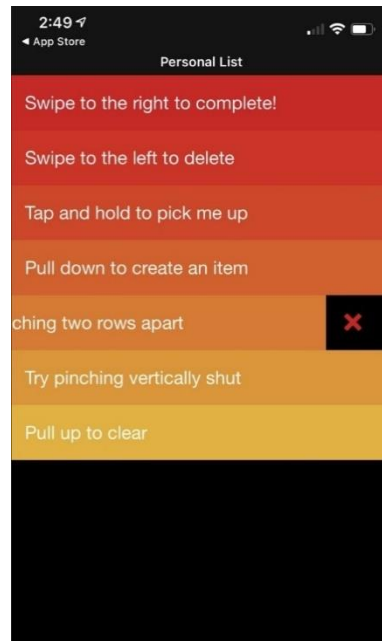 2:49
◀ App Store
Personal List
Swipe to the right to complete!
Swipe to the left to delete
Tap and hold to pick me up
Pull down to create an item
ching two rows apart
Try pinching vertically shut
Pull up to clear